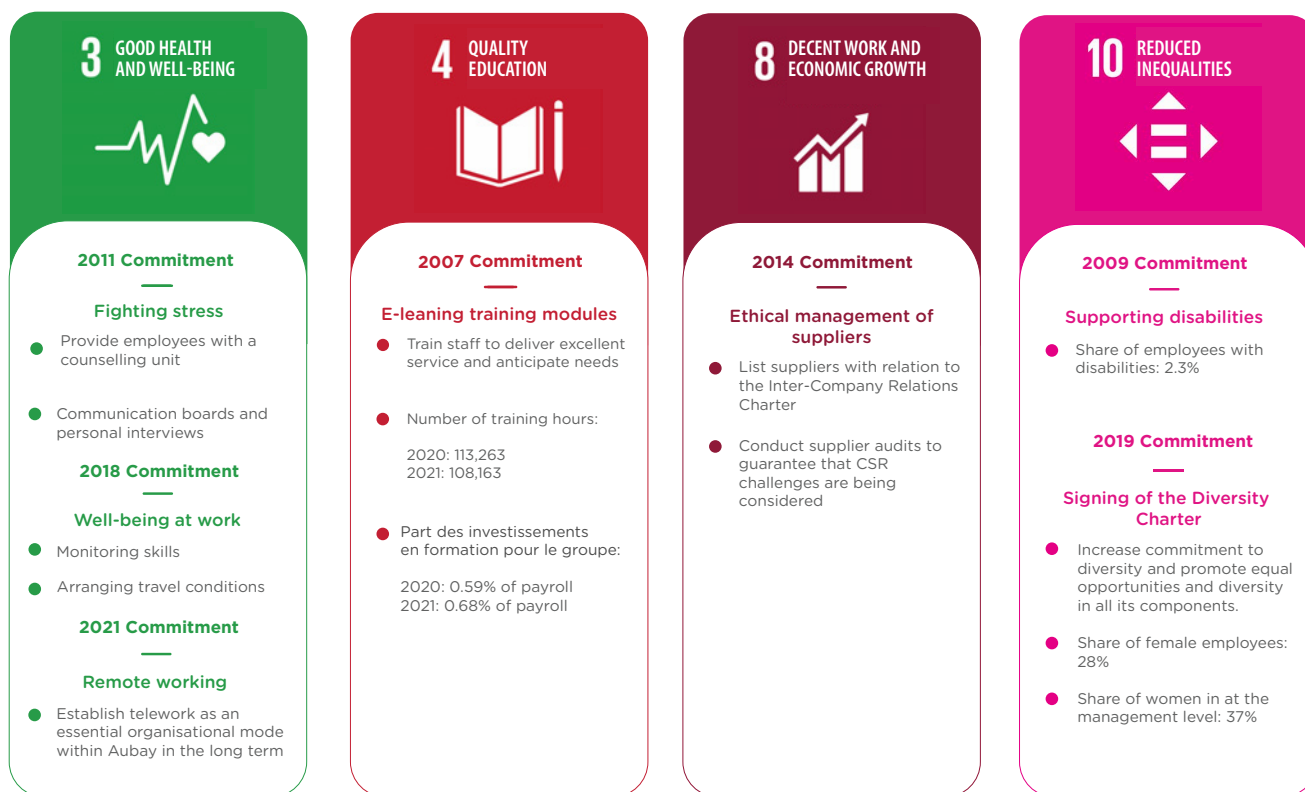 3 GOOD HEALTH
AND WELL-BEING
2011 Commitment
Fighting stress
Provide employees with a
counselling unit
Communication boards and
personal interviews
2018 Commitment
Well-being at work
Monitoring skills
Arranging travel conditions
2021 Commitment
Remote working
Establish telework as an
essential organisational mode
within Aubay in the long term
4 QUALITY
EDUCATION
2007 Commitment
E-leaning training modules
Train staff to deliver excellent
service and anticipate needs
Number of training hours:
2020: 113,263
2021: 108,163
Part des investissements
en formation pour le groupe:
2020: 0.59% of payroll
2021: 0.68% of payroll
8 DECENT WORK AND
ECONOMIC GROWTH
2014 Commitment
Ethical management of
suppliers
List suppliers with relation to
the Inter-Company Relations
Charter
Conduct supplier audits to
guarantee that CSR
challenges are being
considered
10 REDUCED
INEQUALITIES
2009 Commitment
Supporting disabilities
Share of employees with
disabilities: 2.3%
2019 Commitment
Signing of the Diversity
Charter
Increase commitment to
diversity and promote equal
opportunities and diversity
in all its components.
Share of female employees:
28%
Share of women in at the
management level: 37%